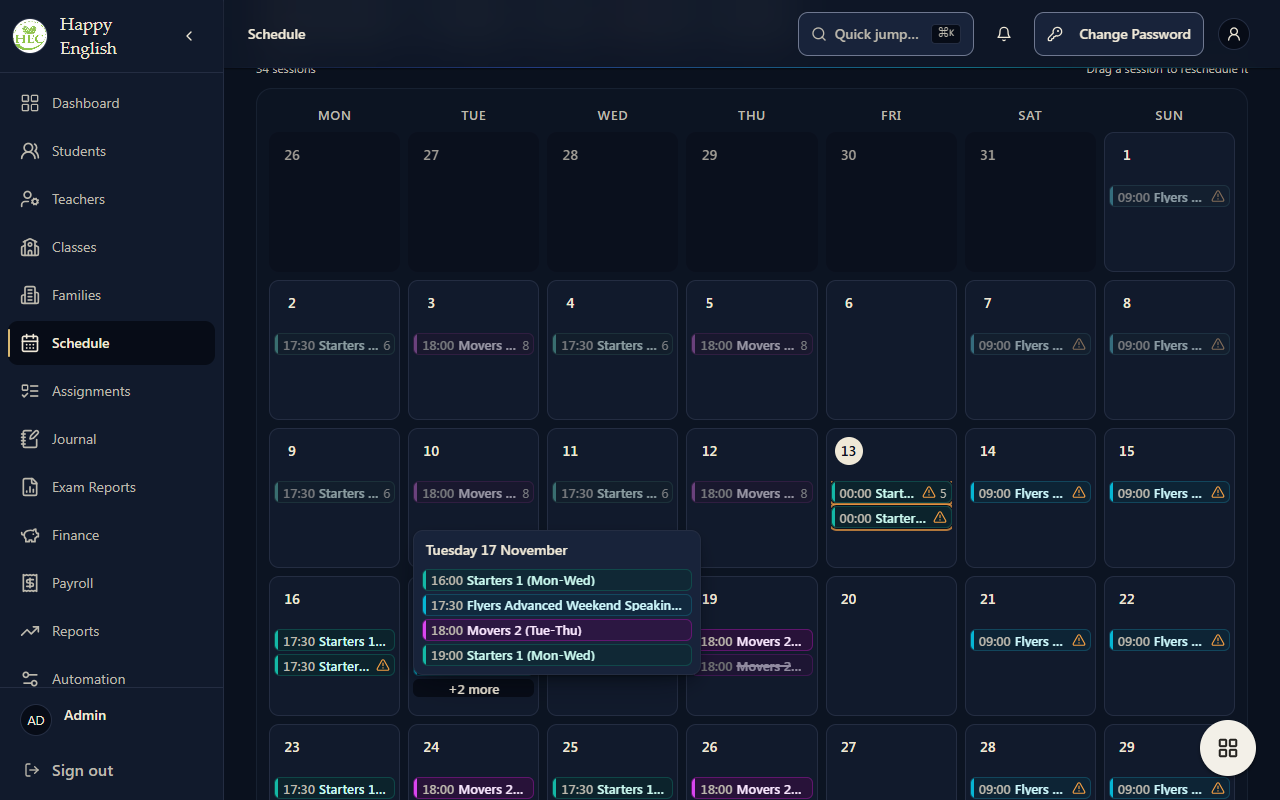 Happy
English
HEC
Schedule
Quick jump...
⌘K
Change Password
34 sessions
Drag a session to reschedule it
Dashboard
Students
Teachers
Classes
Families
Schedule
Assignments
Journal
Exam Reports
Finance
Payroll
Reports
Automation
AD
Admin
Sign out
MON TUE WED THU FRI SAT SUN
26 27 28 29 30 31 1
09:00 Flyers ...
2 3 4 5 6 7 8
17:30 Starters ... 6
18:00 Movers ... 8
17:30 Starters ... 6
18:00 Movers ... 8
09:00 Flyers ...
09:00 Flyers ...
9 10 11 12 13 14 15
17:30 Starters ... 6
18:00 Movers ... 8
17:30 Starters ... 6
18:00 Movers ... 8
00:00 Start... 5
00:00 Starter...
09:00 Flyers ...
09:00 Flyers ...
Tuesday 17 November
16:00 Starters 1 (Mon-Wed)
17:30 Flyers Advanced Weekend Speakin...
18:00 Movers 2 (Tue-Thu)
19:00 Starters 1 (Mon-Wed)
+2 more
16 19 20 21 22
17:30 Starters 1...
17:30 Starter...
18:00 Movers 2...
18:00 Movers 2...
09:00 Flyers ...
09:00 Flyers ...
23 24 25 26 27 28 29
17:30 Starters 1...
18:00 Movers 2...
17:30 Starters 1...
18:00 Movers 2...
09:00 Flyers ...
09:00 Flyers ...